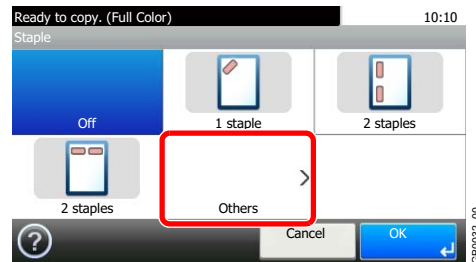 Ready to copy. (Full Color)
10:10
Staple
Off
1 staple
2 staples
2 staples
Others
?
Cancel
OK